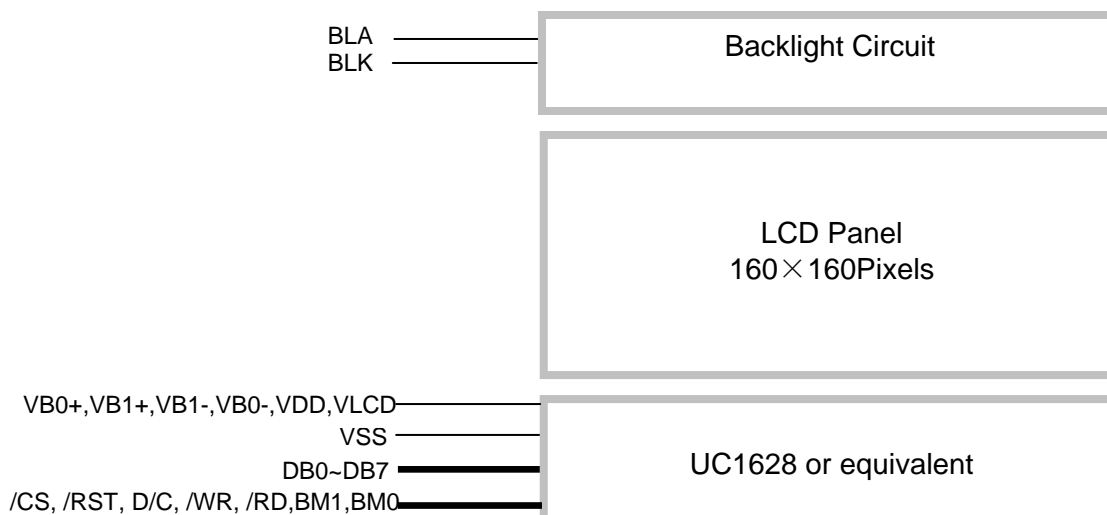 BLA
BLK
Backlight Circuit
LCD Panel
160×160Pixels
VB0+,VB1+,VB1-,VB0-,VDD,VLCD
VSS
DB0~DB7
/CS, /RST, D/C, /WR, /RD,BM1,BM0
UC1628 or equivalent